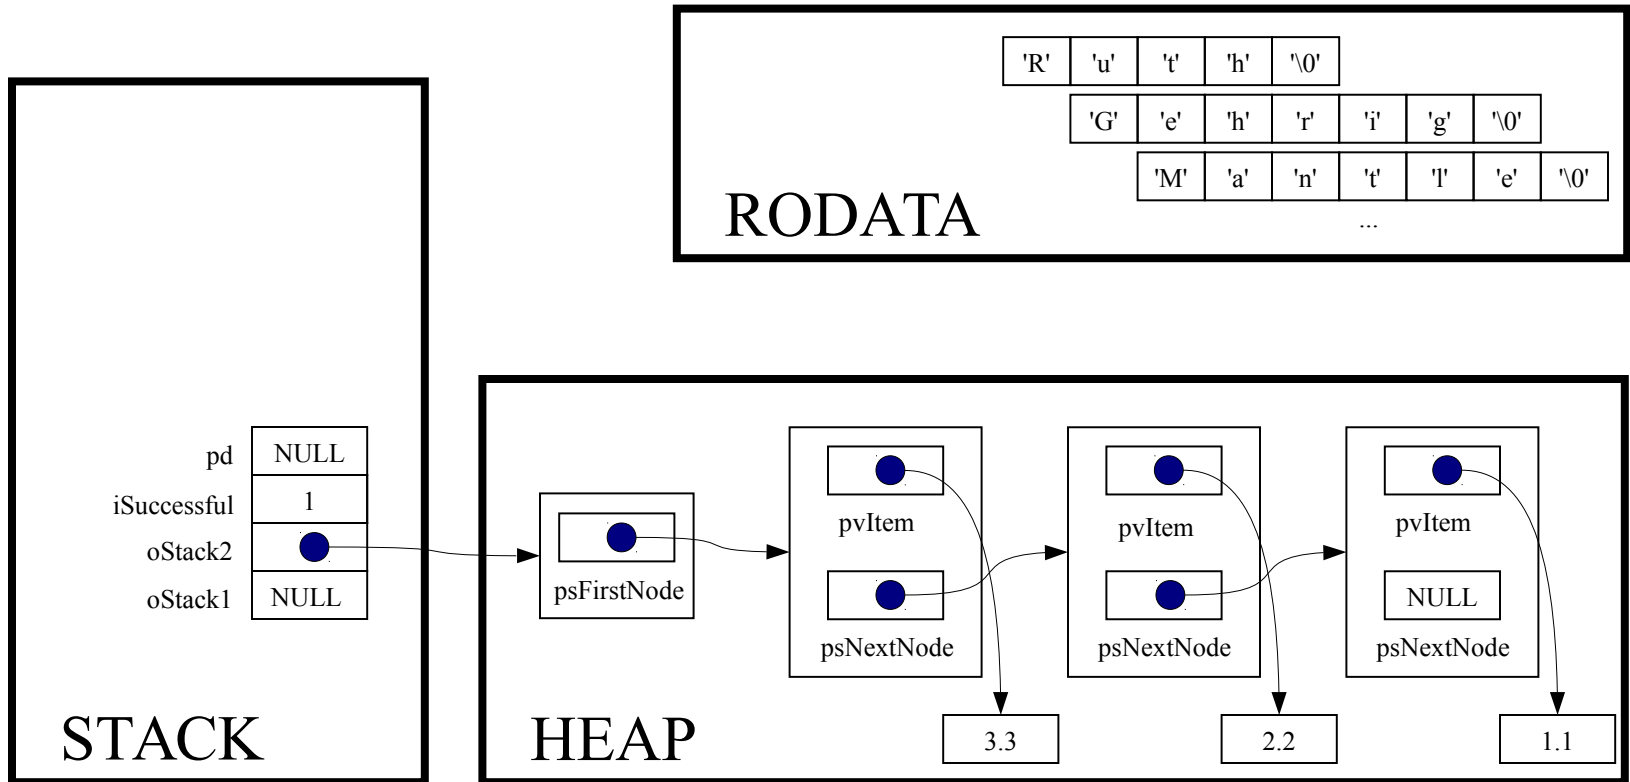 'R' 'u' 't' 'h' '\0'
'G' 'e' 'h' 'r' 'i' 'g' '\0'
'M' 'a' 'n' 't' 'l' 'e' '\0'
...
RODATA
pd NULL
iSuccessful 1
oStack2
oStack1 NULL
STACK
psFirstNode
pvItem
psNextNode
pvItem
psNextNode
pvItem
NULL
psNextNode
3.3
2.2
1.1
HEAP